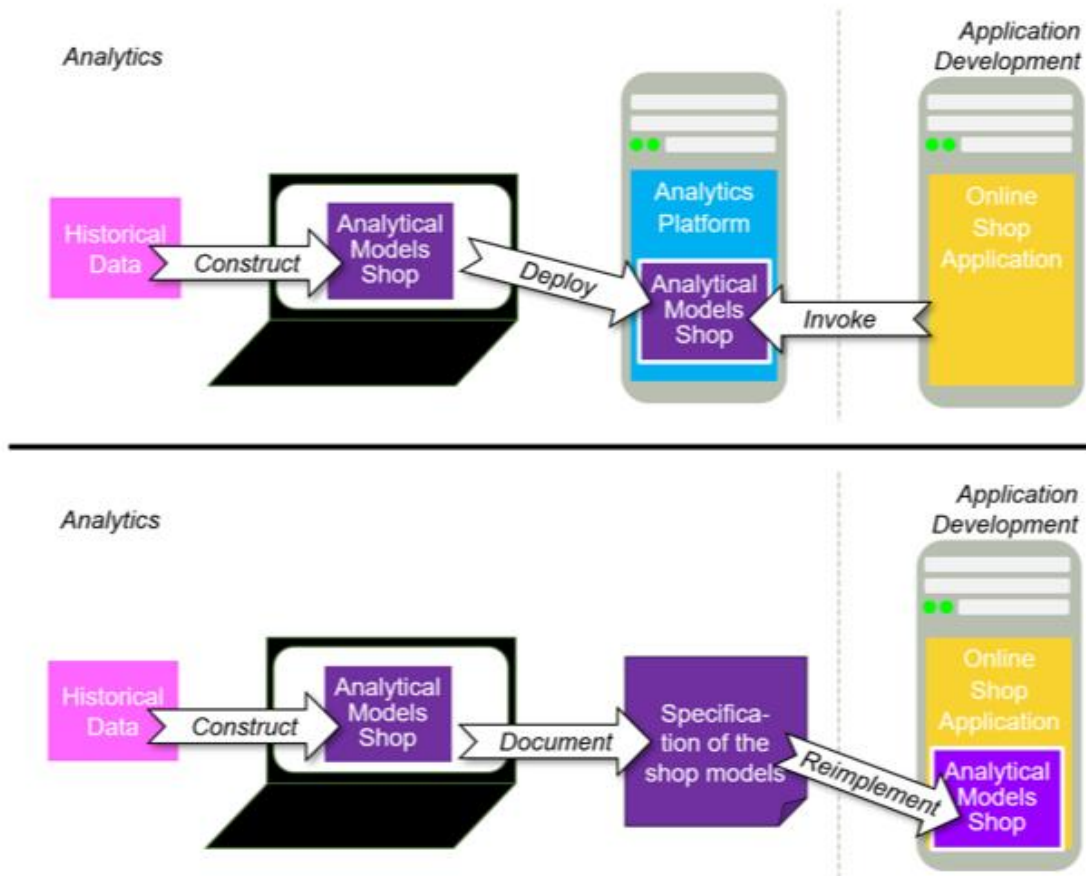 Analytics
Application
Development
Historical
Data
Construct
Analytical
Models
Shop
Deploy
Analytics
Platform
Analytical
Models
Shop
Invoke
Online
Shop
Application
Analytics
Application
Development
Historical
Data
Construct
Analytical
Models
Shop
Document
Specifica-
tion of the
shop models
Reimplement
Online
Shop
Application
Analytical
Models
Shop